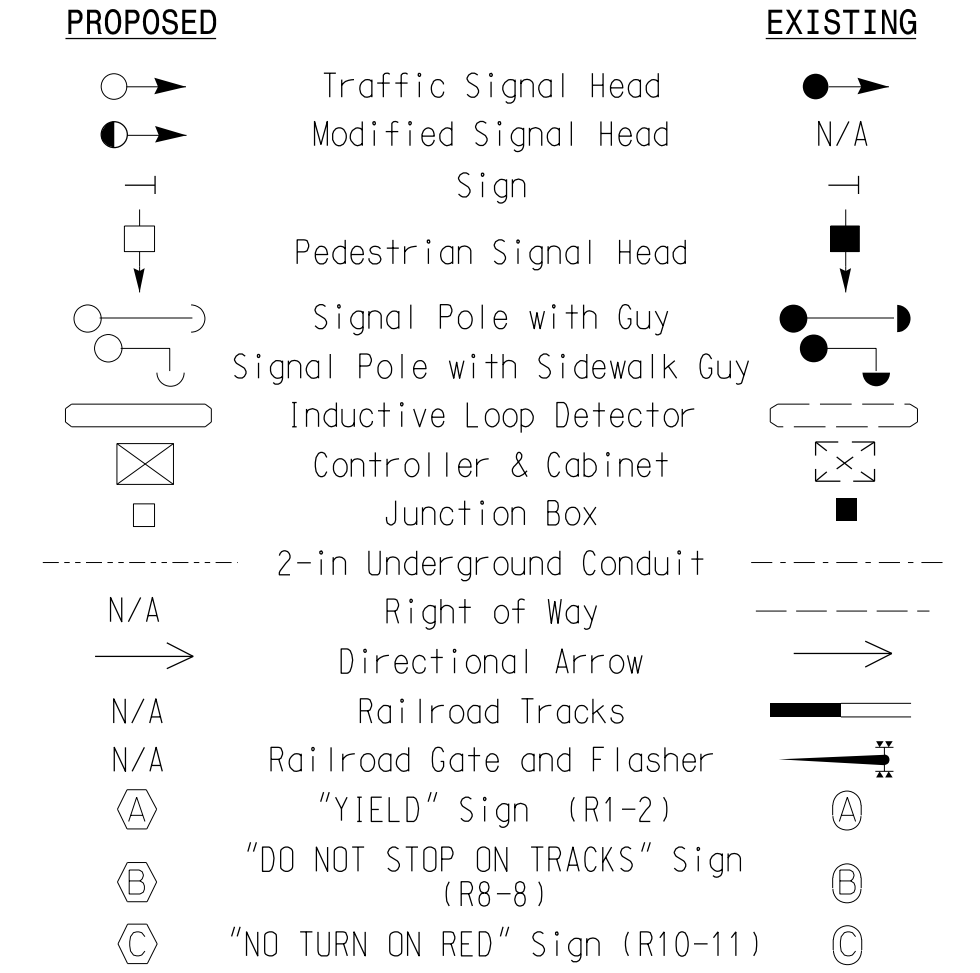 PROPOSED EXISTING
Traffic Signal Head
Modified Signal Head N/A
Sign
Pedestrian Signal Head
Signal Pole with Guy
Signal Pole with Sidewalk Guy
Inductive Loop Detector
Controller & Cabinet
Junction Box
2-in Underground Conduit
N/A Right of Way
Directional Arrow
N/A Railroad Tracks
N/A Railroad Gate and Flasher
A "YIELD" Sign (R1-2) A
"DO NOT STOP ON TRACKS" Sign
B (R8-8) B
C "NO TURN ON RED" Sign (R10-11) C